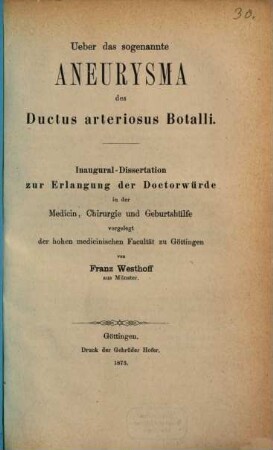 30.
Ueber das sogenannte
ANEURYSMA
des
Ductus arteriosus Botalli.
Inaugural-Dissertation
zur Erlangung der Doctorwürde
in der
Medicin, Chirurgie und Geburtshülfe
vorgelegt
der hohen medicinischen Facultät zu Göttingen
von
Franz Westhoff
aus Münster.
Göttingen,
Druck der Gebrüder Hofer.
1873.